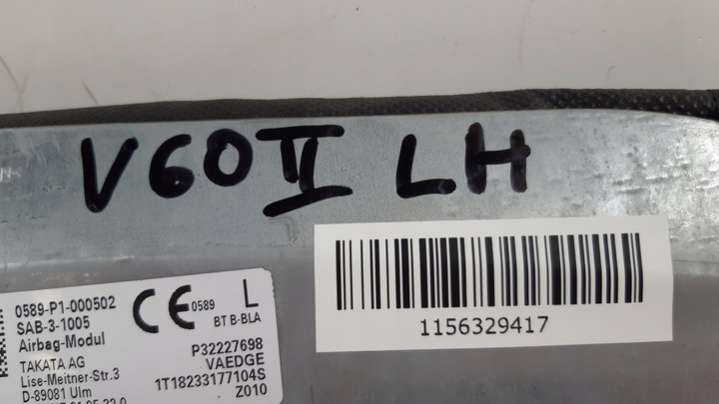 V60 II LH
0589-P1-000502
SAB-3-1005
Airbag-Modul
TAKATA AG
Lise-Meitner-Str.3
D-89081 Ulm
CE 0589
L
BT B-BLA
P32227698
VAEDGE
1T18233177104S
Z010
1156329417